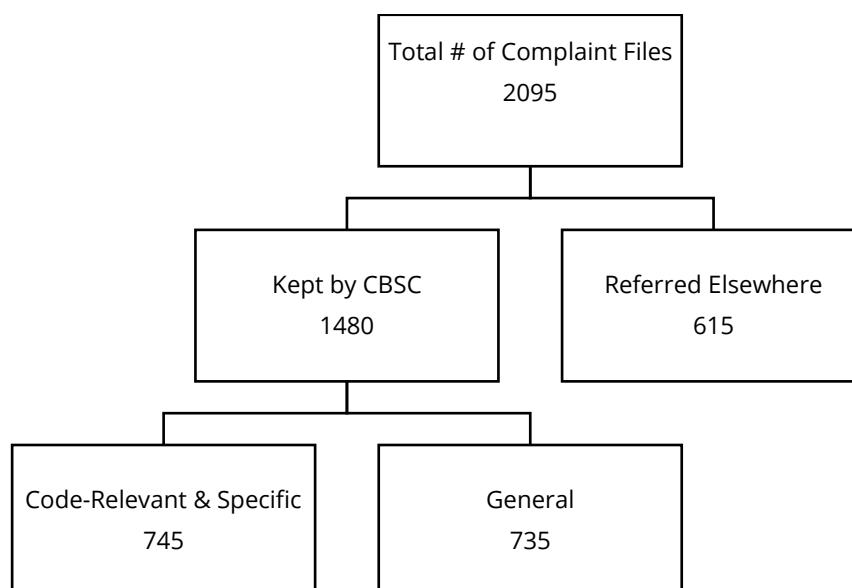 Total # of Complaint Files
2095
Kept by CBSC
1480
Referred Elsewhere
615
Code-Relevant & Specific
745
General
735